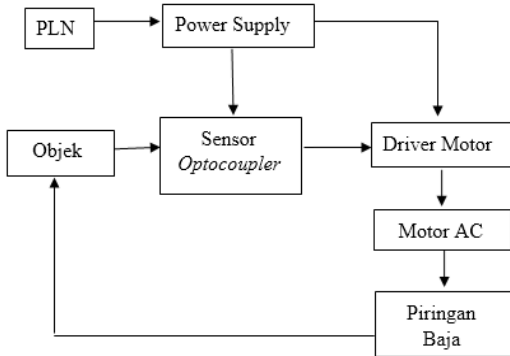 PLN
Power Supply
Objek
Sensor
Optocoupler
Driver Motor
Motor AC
Piringan
Baja